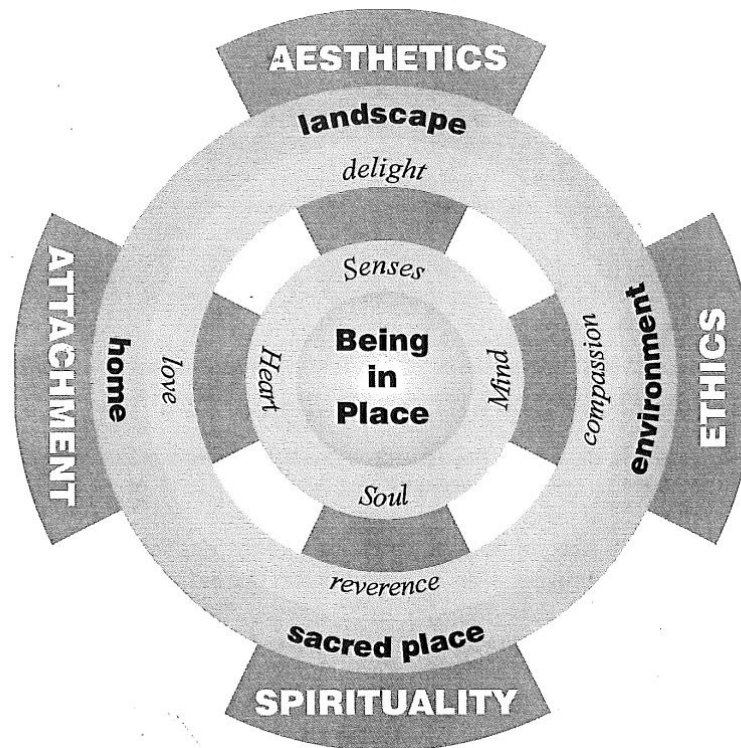 AESTHETICS
landscape
delight
Senses
ATTACHMENT
home
love
Heart
Being
in
Place
Mind
compassion
environment
ETHICS
Soul
reverence
sacred place
SPIRITUALITY